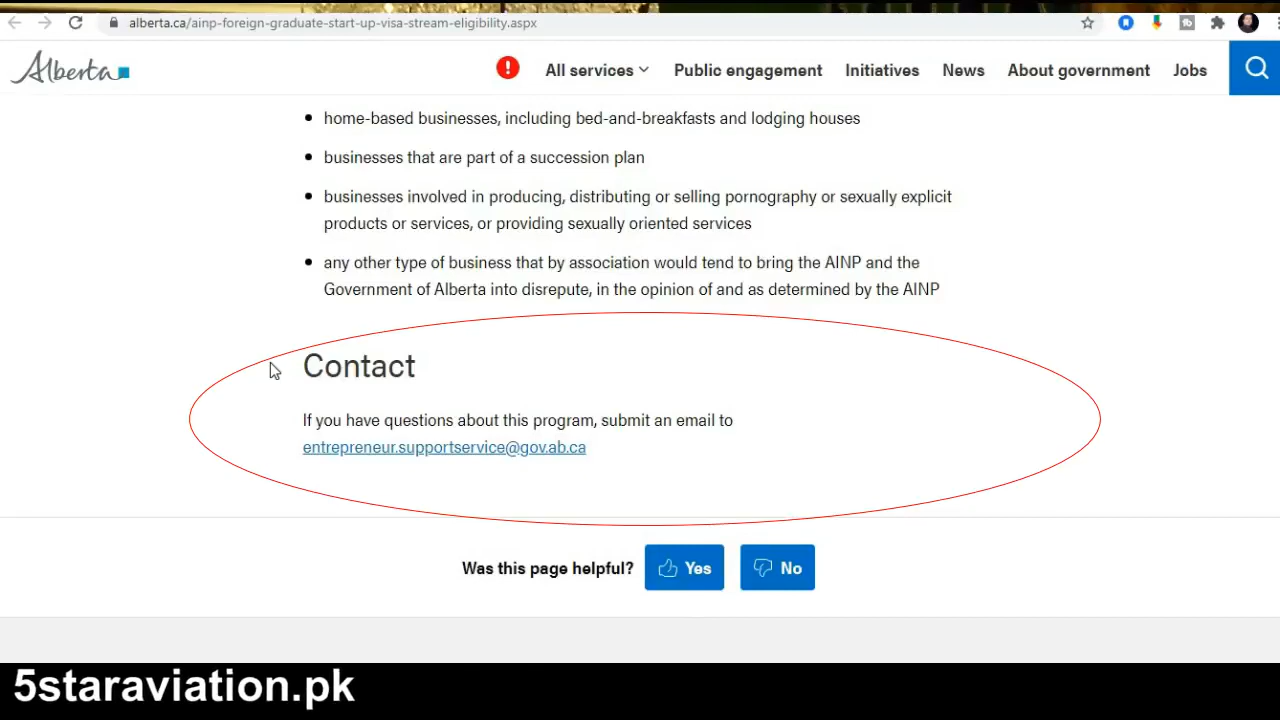 alberta.ca/ainp-foreign-graduate-start-up-visa-stream-eligibility.aspx
Alberta
All services
Public engagement
Initiatives
News
About government
Jobs
home-based businesses, including bed-and-breakfasts and lodging houses
businesses that are part of a succession plan
businesses involved in producing, distributing or selling pornography or sexually explicit
products or services, or providing sexually oriented services
any other type of business that by association would tend to bring the AINP and the
Government of Alberta into disrepute, in the opinion of and as determined by the AINP
Contact
If you have questions about this program, submit an email to
entrepreneur.supportservice@gov.ab.ca
Was this page helpful?
Yes
No
5staraviation.pk